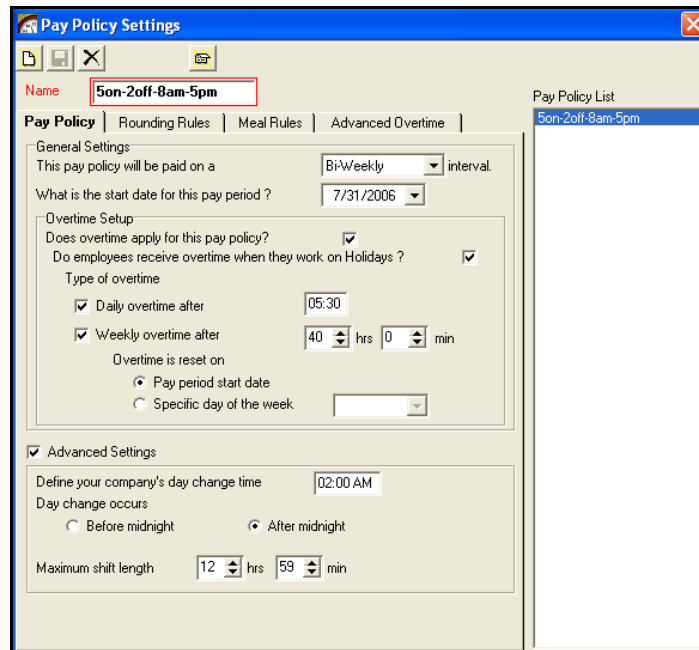 Pay Policy Settings
Name 5on-2off-8am-5pm
Pay Policy List
5on-2off-8am-5pm
Pay Policy Rounding Rules Meal Rules Advanced Overtime
General Settings
This pay policy will be paid on a Bi-Weekly interval.
What is the start date for this pay period ? 7/31/2006
Overtime Setup
Does overtime apply for this pay policy?
Do employees receive overtime when they work on Holidays ?
Type of overtime
Daily overtime after 05:30
Weekly overtime after 40 hrs 0 min
Overtime is reset on
Pay period start date
Specific day of the week
Advanced Settings
Define your company's day change time 02:00 AM
Day change occurs
Before midnight After midnight
Maximum shift length 12 hrs 59 min